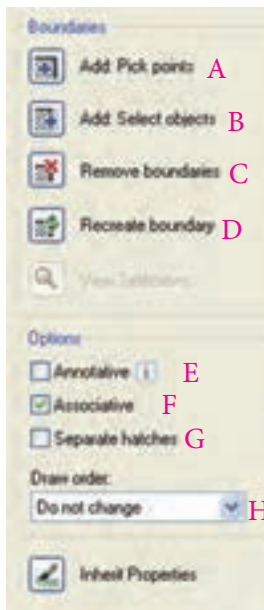 Boundaries
Add: Pick points A
Add: Select objects B
Remove boundaries C
Recreate boundary D
View Selections
Options
Annotative E
Associative F
Separate hatches G
Draw order:
Do not change H
Inherit Properties